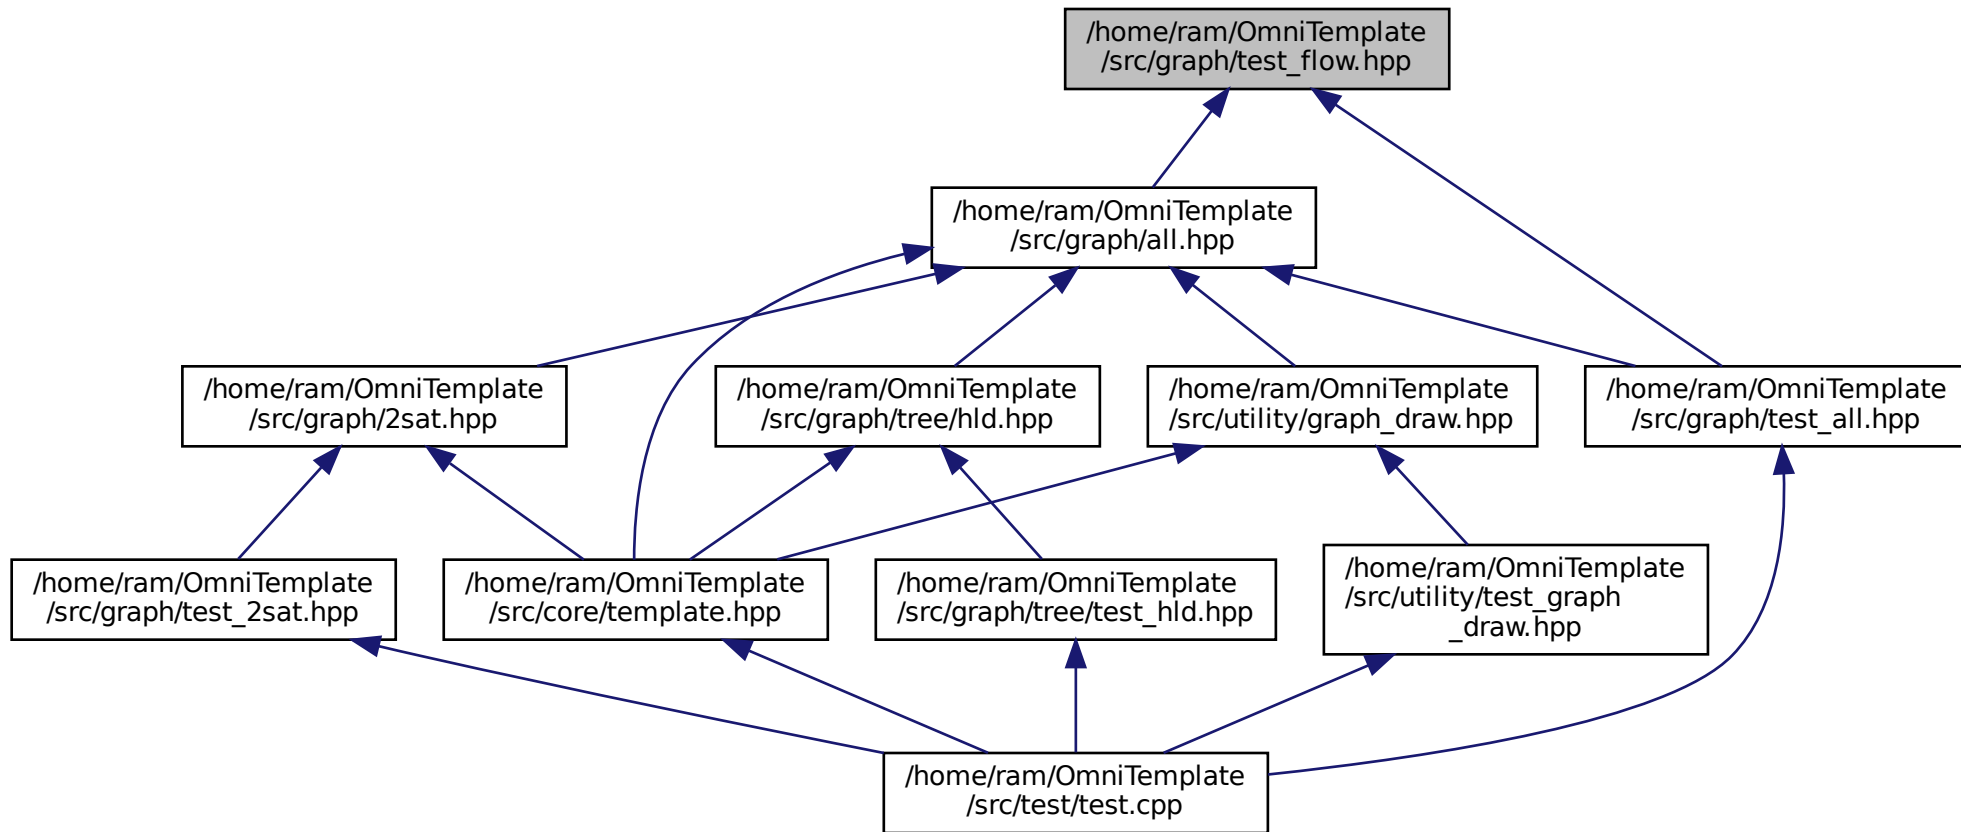 /home/ram/OmniTemplate
/src/graph/test_flow.hpp
/home/ram/OmniTemplate
/src/graph/all.hpp
/home/ram/OmniTemplate
/src/graph/2sat.hpp
/home/ram/OmniTemplate
/src/graph/tree/hld.hpp
/home/ram/OmniTemplate
/src/utility/graph_draw.hpp
/home/ram/OmniTemplate
/src/graph/test_all.hpp
/home/ram/OmniTemplate
/src/graph/test_2sat.hpp
/home/ram/OmniTemplate
/src/core/template.hpp
/home/ram/OmniTemplate
/src/graph/tree/test_hld.hpp
/home/ram/OmniTemplate
/src/utility/test_graph
_draw.hpp
/home/ram/OmniTemplate
/src/test/test.cpp